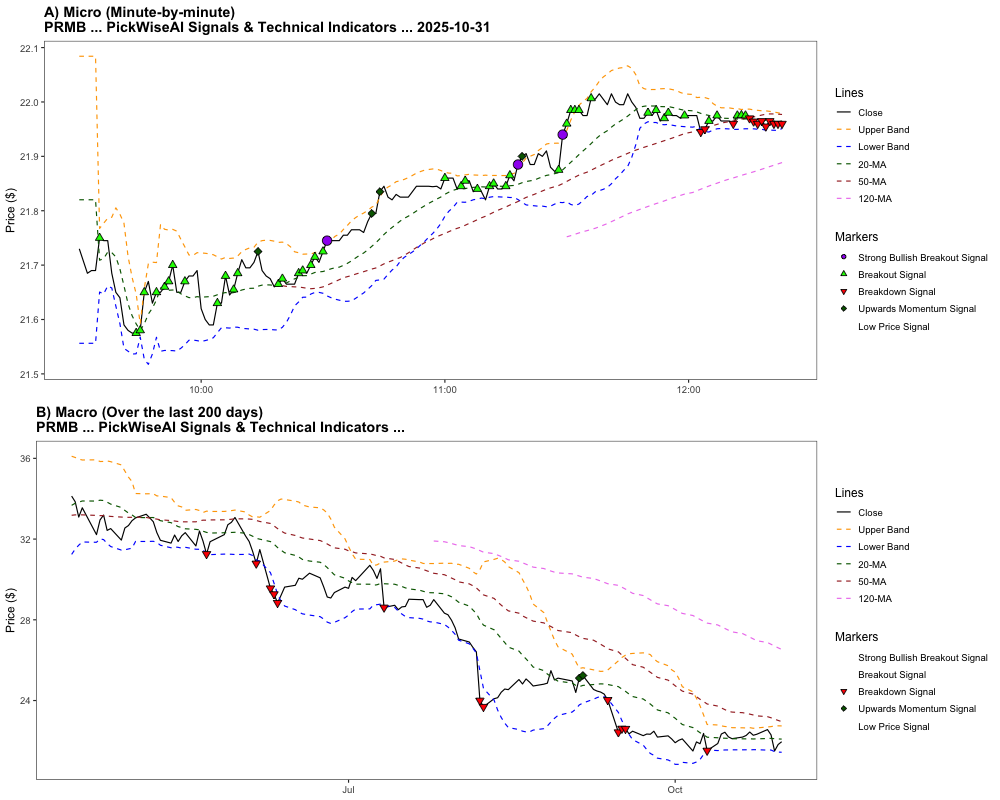 A) Micro (Minute-by-minute)
PRMB ... PickWiseAI Signals & Technical Indicators ... 2025-10-31
22.1
22.0
21.9
21.8
21.7
21.6
21.5
Price ($)
10:00
11:00
12:00
Lines
Close
Upper Band
Lower Band
20-MA
50-MA
120-MA
Markers
Strong Bullish Breakout Signal
Breakout Signal
Breakdown Signal
Upwards Momentum Signal
Low Price Signal
B) Macro (Over the last 200 days)
PRMB ... PickWiseAI Signals & Technical Indicators ...
36
32
28
24
Price ($)
Jul
Oct
Lines
Close
Upper Band
Lower Band
20-MA
50-MA
120-MA
Markers
Strong Bullish Breakout Signal
Breakout Signal
Breakdown Signal
Upwards Momentum Signal
Low Price Signal